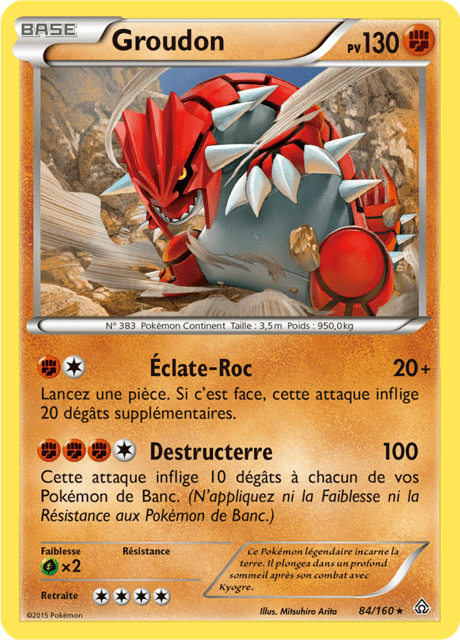 BASE
Groudon
PV130
N° 383 Pokémon Continent Taille : 3,5 m Poids : 950,0kg
Éclate-Roc 20+
Lancez une pièce. Si c'est face, cette attaque inflige
20 dégâts supplémentaires.
Destructerre 100
Cette attaque inflige 10 dégâts à chacun de vos
Pokémon de Banc. (N'appliquez ni la Faiblesse ni la
Résistance aux Pokémon de Banc.)
Faiblesse Résistance
×2
Retraite
Ce Pokémon légendaire incarne la
terre. Il plongea dans un profond
sommeil après son combat avec
Kyogre.
©2015 Pokémon
Illus. Mitsuhiro Arita
84/160 ★